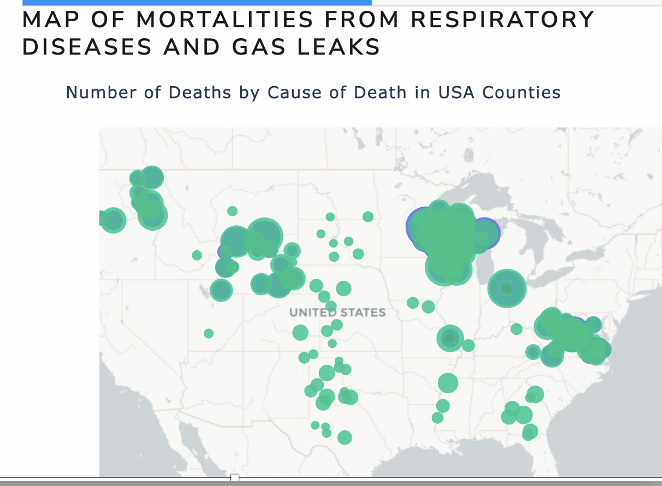 MAP OF MORTALITIES FROM RESPIRATORY
DISEASES AND GAS LEAKS
Number of Deaths by Cause of Death in USA Counties
UNITED STATES